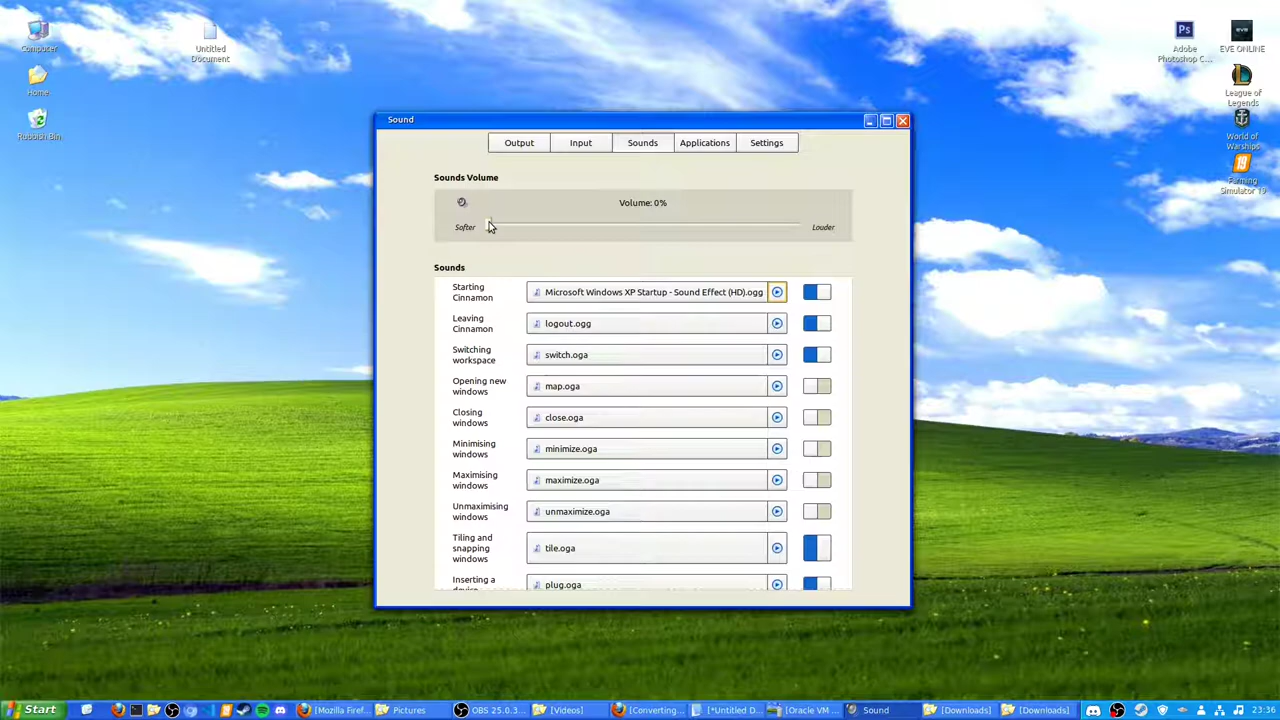 Computer
Untitled
Document
Home
Rubbish Bin
Ps
Adobe
Photoshop C...
EVE
EVE ONLINE
League of
Legends
World of
Warships
19
Farming
Simulator 19
Sound
Output
Input
Sounds
Applications
Settings
Sounds Volume
Volume: 0%
Softer
Louder
Sounds
Starting
Cinnamon
Microsoft Windows XP Startup - Sound Effect (HD).ogg
Leaving
Cinnamon
logout.ogg
Switching
workspace
switch.oga
Opening new
windows
map.oga
Closing
windows
close.oga
Minimising
windows
minimize.oga
Maximising
windows
maximize.oga
Unmaximising
windows
unmaximize.oga
Tiling and
snapping
windows
tile.oga
Inserting a
device
plug.oga
Start
[Mozilla Firef...
Pictures
OBS 25.0.3...
[Videos]
[Converting...
[*Untitled D...
[Oracle VM ...
Sound
[Downloads]
[Downloads]
23:36